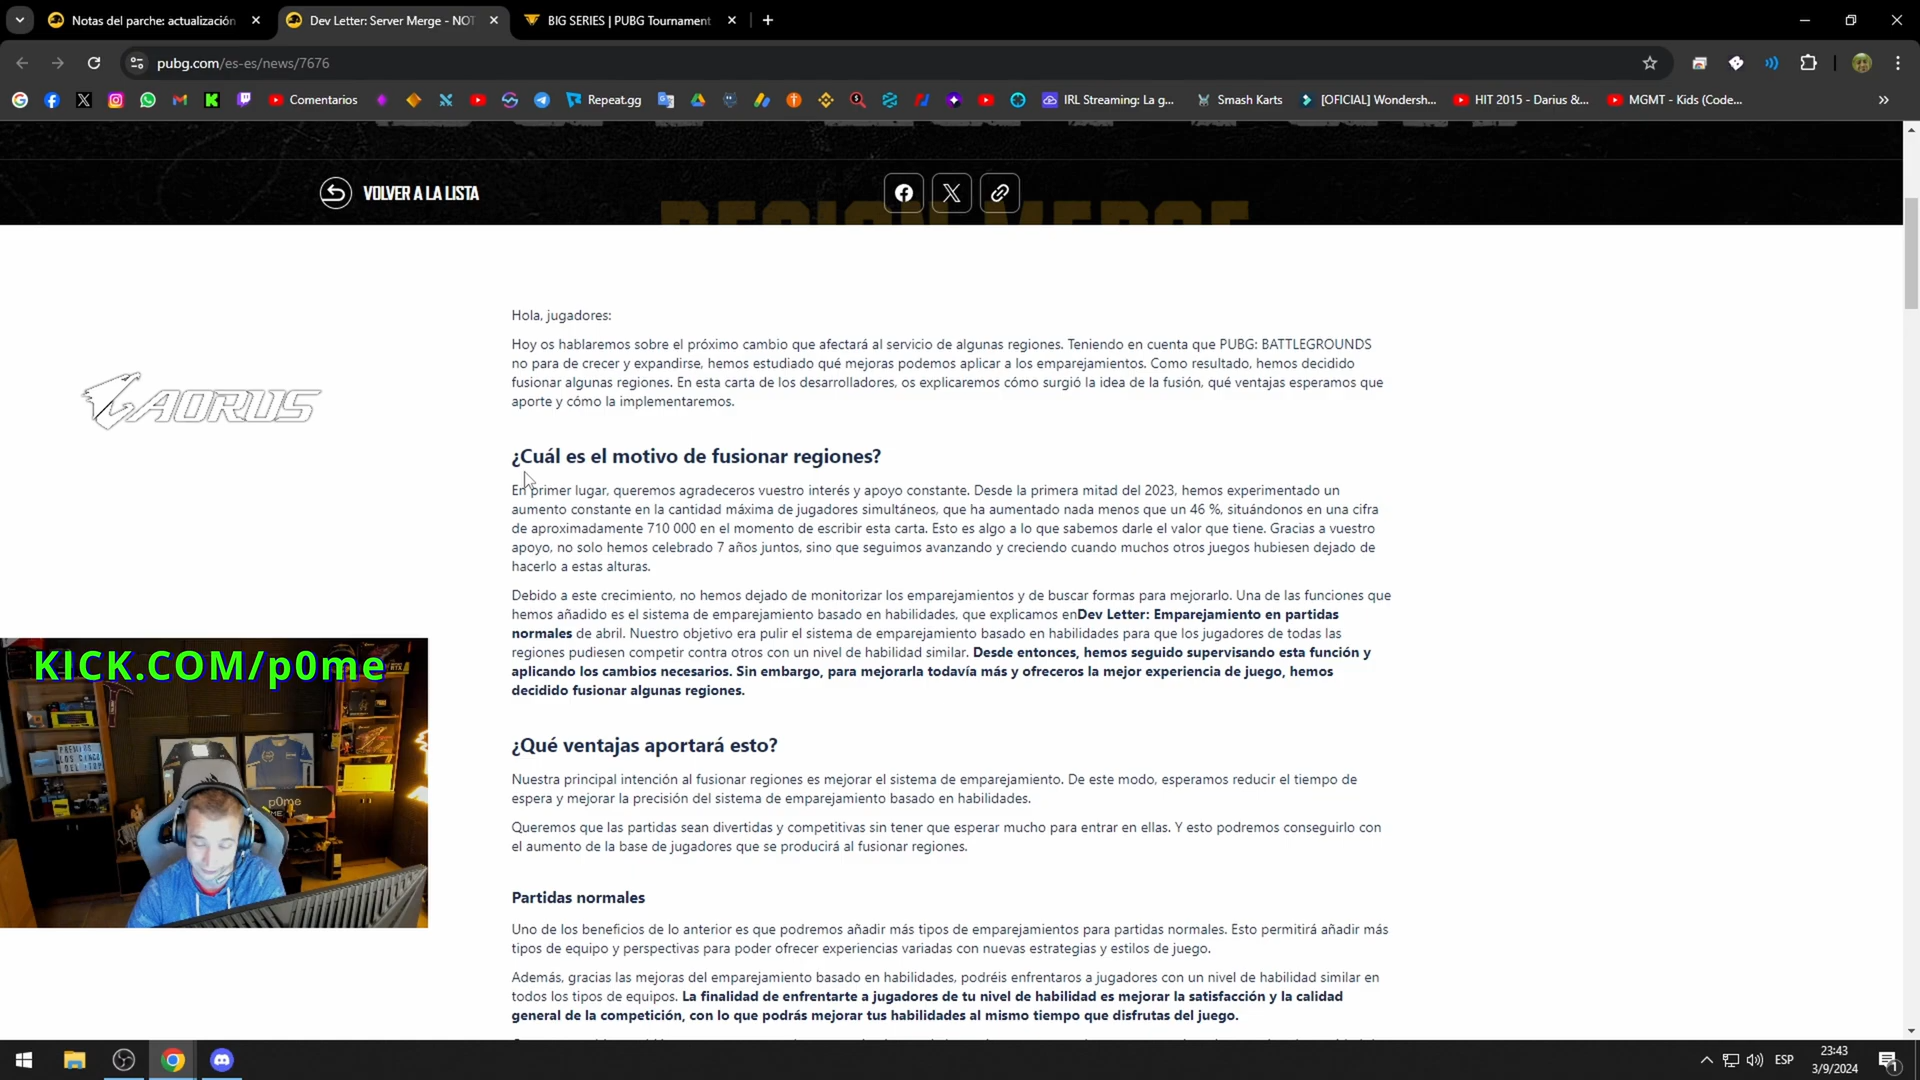 Notas del parche: actualización
Dev Letter: Server Merge - NOT
BIG SERIES | PUBG Tournament
pubg.com/es-es/news/7676
Comentarios
Repeat.gg
IRL Streaming: La g...
Smash Karts
[OFICIAL] Wondersh...
HIT 2015 - Darius &...
MGMT - Kids (Code...
VOLVER A LA LISTA
REGION MERGE
Hola, jugadores:
Hoy os hablaremos sobre el próximo cambio que afectará al servicio de algunas regiones. Teniendo en cuenta que PUBG: BATTLEGROUNDS
no para de crecer y expandirse, hemos estudiado qué mejoras podemos aplicar a los emparejamientos. Como resultado, hemos decidido
fusionar algunas regiones. En esta carta de los desarrolladores, os explicaremos cómo surgió la idea de la fusión, qué ventajas esperamos que
aporte y cómo la implementaremos.
AORUS
¿Cuál es el motivo de fusionar regiones?
En primer lugar, queremos agradeceros vuestro interés y apoyo constante. Desde la primera mitad del 2023, hemos experimentado un
aumento constante en la cantidad máxima de jugadores simultáneos, que ha aumentado nada menos que un 46 %, situándonos en una cifra
de aproximadamente 710 000 en el momento de escribir esta carta. Esto es algo a lo que sabemos darle el valor que tiene. Gracias a vuestro
apoyo, no solo hemos celebrado 7 años juntos, sino que seguimos avanzando y creciendo cuando muchos otros juegos hubiesen dejado de
hacerlo a estas alturas.
Debido a este crecimiento, no hemos dejado de monitorizar los emparejamientos y de buscar formas para mejorarlo. Una de las funciones que
hemos añadido es el sistema de emparejamiento basado en habilidades, que explicamos enDev Letter: Emparejamiento en partidas
normales de abril. Nuestro objetivo era pulir el sistema de emparejamiento basado en habilidades para que los jugadores de todas las
regiones pudiesen competir contra otros con un nivel de habilidad similar. Desde entonces, hemos seguido supervisando esta función y
aplicando los cambios necesarios. Sin embargo, para mejorarla todavía más y ofreceros la mejor experiencia de juego, hemos
decidido fusionar algunas regiones.
KICK.COM/p0me
PREMIOS
LOS CINCO
DEL TOP
p0me
¿Qué ventajas aportará esto?
Nuestra principal intención al fusionar regiones es mejorar el sistema de emparejamiento. De este modo, esperamos reducir el tiempo de
espera y mejorar la precisión del sistema de emparejamiento basado en habilidades.
Queremos que las partidas sean divertidas y competitivas sin tener que esperar mucho para entrar en ellas. Y esto podremos conseguirlo con
el aumento de la base de jugadores que se producirá al fusionar regiones.
Partidas normales
Uno de los beneficios de lo anterior es que podremos añadir más tipos de emparejamientos para partidas normales. Esto permitirá añadir más
tipos de equipo y perspectivas para poder ofrecer experiencias variadas con nuevas estrategias y estilos de juego.
Además, gracias las mejoras del emparejamiento basado en habilidades, podréis enfrentaros a jugadores con un nivel de habilidad similar en
todos los tipos de equipos. La finalidad de enfrentarte a jugadores de tu nivel de habilidad es mejorar la satisfacción y la calidad
general de la competición, con lo que podrás mejorar tus habilidades al mismo tiempo que disfrutas del juego.
ESP
23:43
3/9/2024
1